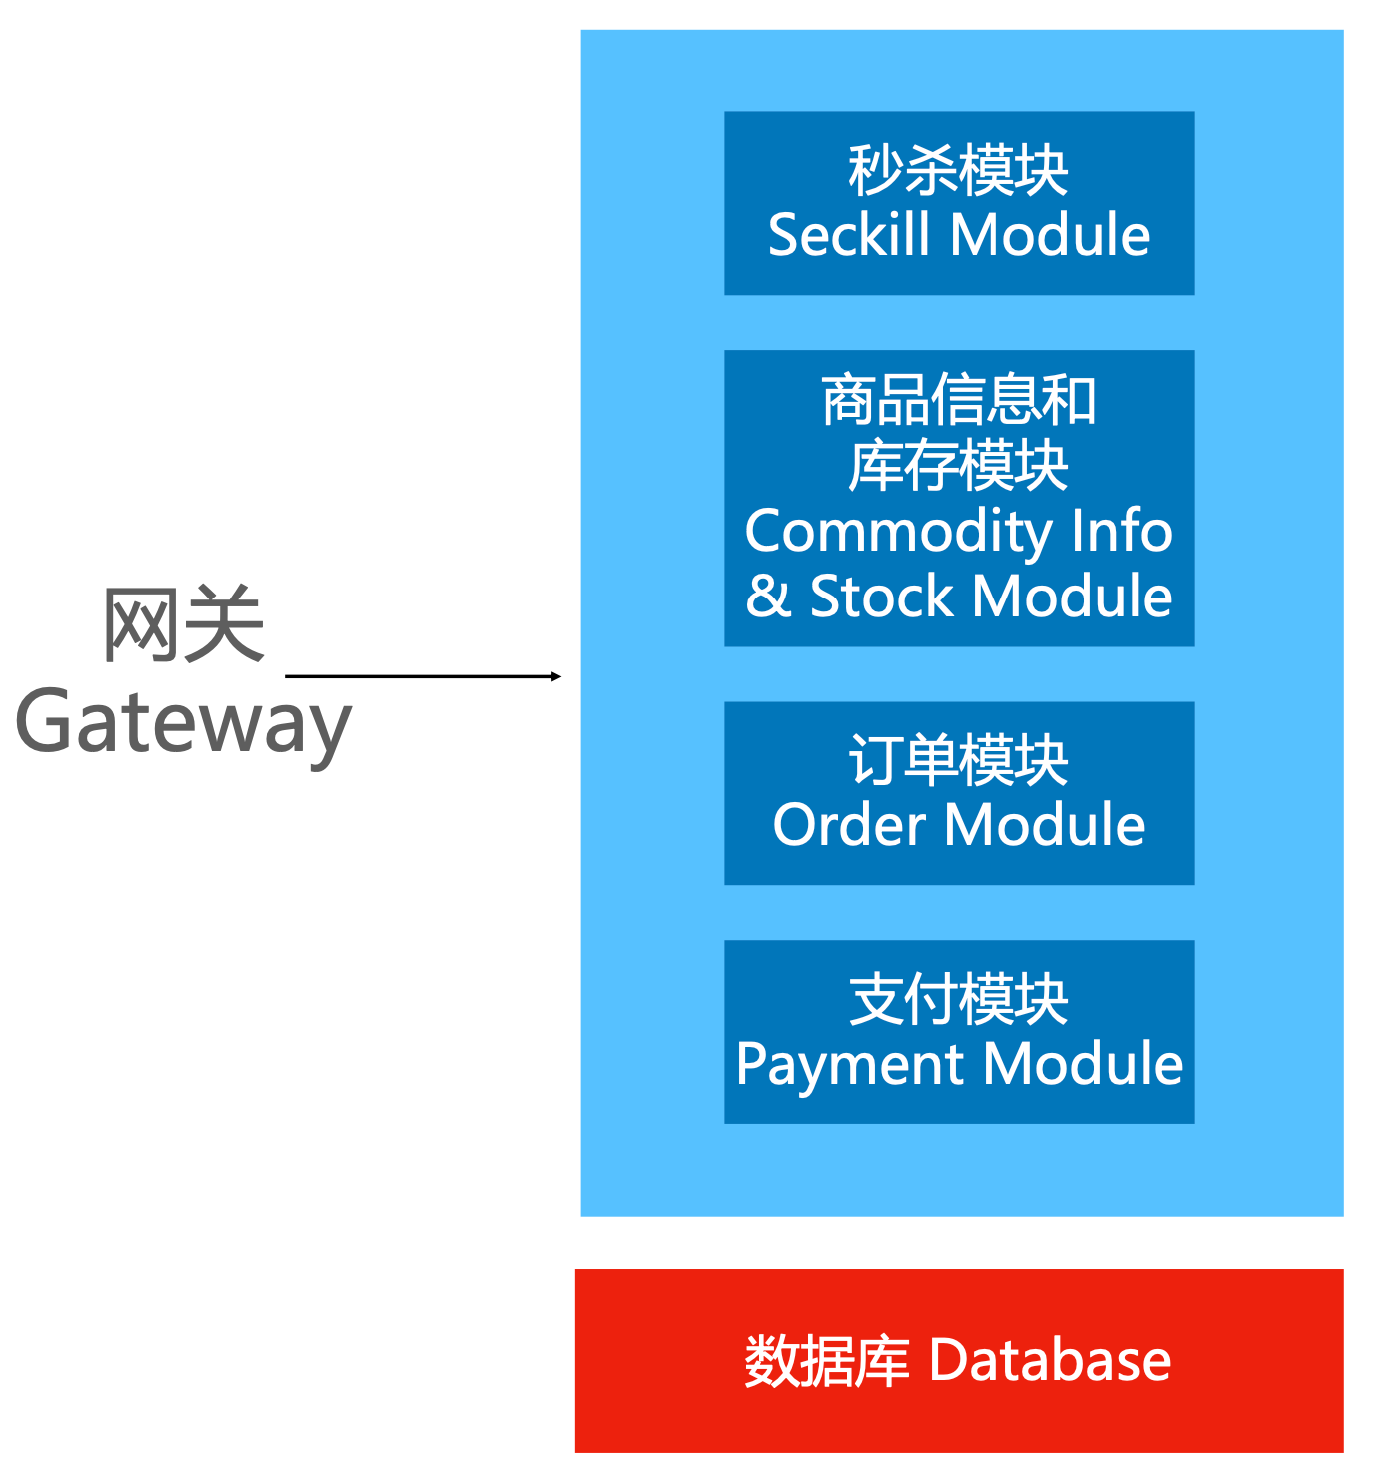 网关
Gateway
秒杀模块
Seckill Module
商品信息和
库存模块
Commodity Info
& Stock Module
订单模块
Order Module
支付模块
Payment Module
数据库 Database